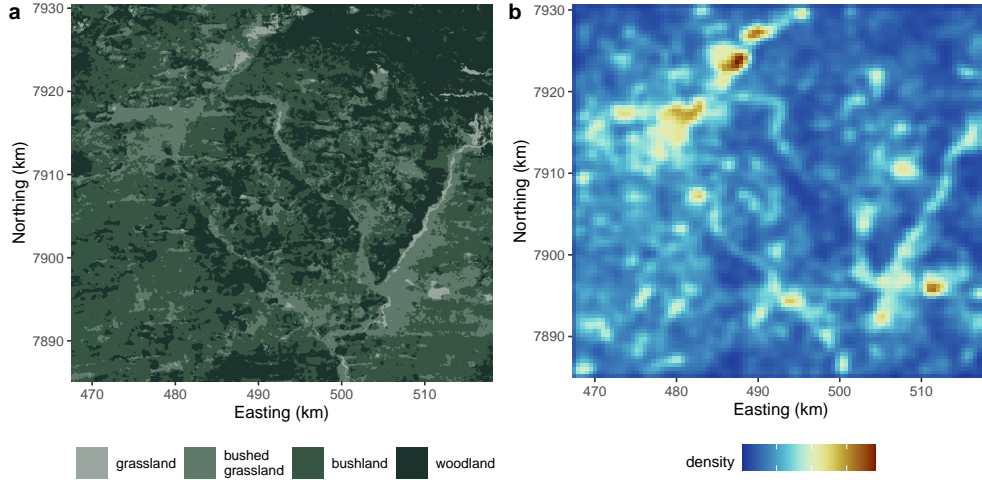 a
7930
7920
7910
7900
7890
Northing (km)
470 480 490 500 510
Easting (km)
grassland
bushed
grassland
bushland
woodland
b
7930
7920
7910
7900
7890
Northing (km)
470 480 490 500 510
Easting (km)
density